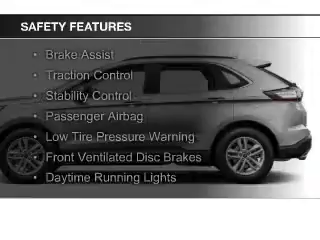 SAFETY FEATURES
• Brake Assist
• Traction Control
• Stability Control
• Passenger Airbag
• Low Tire Pressure Warning
• Front Ventilated Disc Brakes
• Daytime Running Lights